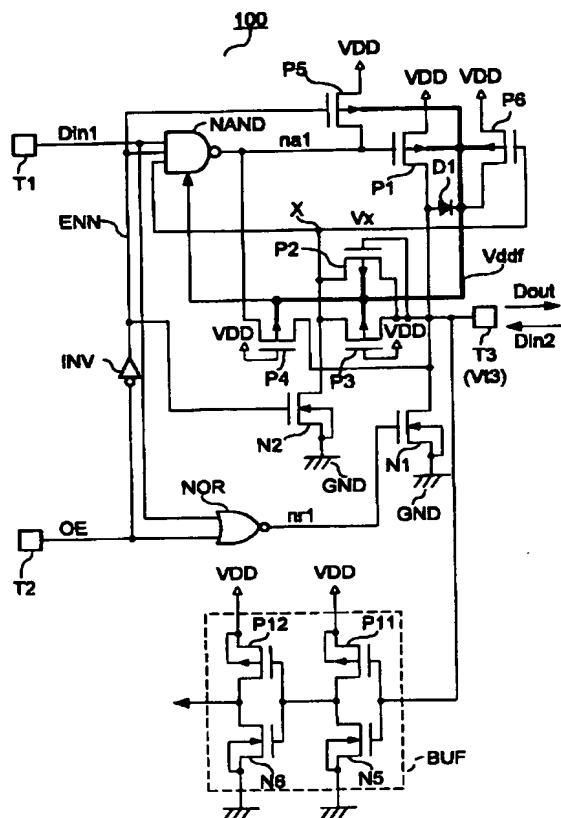 100
VDD
P5
VDD
VDD
P6
Din1
NAND
na1
T1
P1
D1
X
Vx
ENN
P2
Vddf
Dout
VDD
VDD
T3
Din2
(Vt3)
INV
P4
P3
N2
N1
GND
NOR
GND
OE
nr1
T2
VDD
VDD
P12
P11
N6
N5
BUF